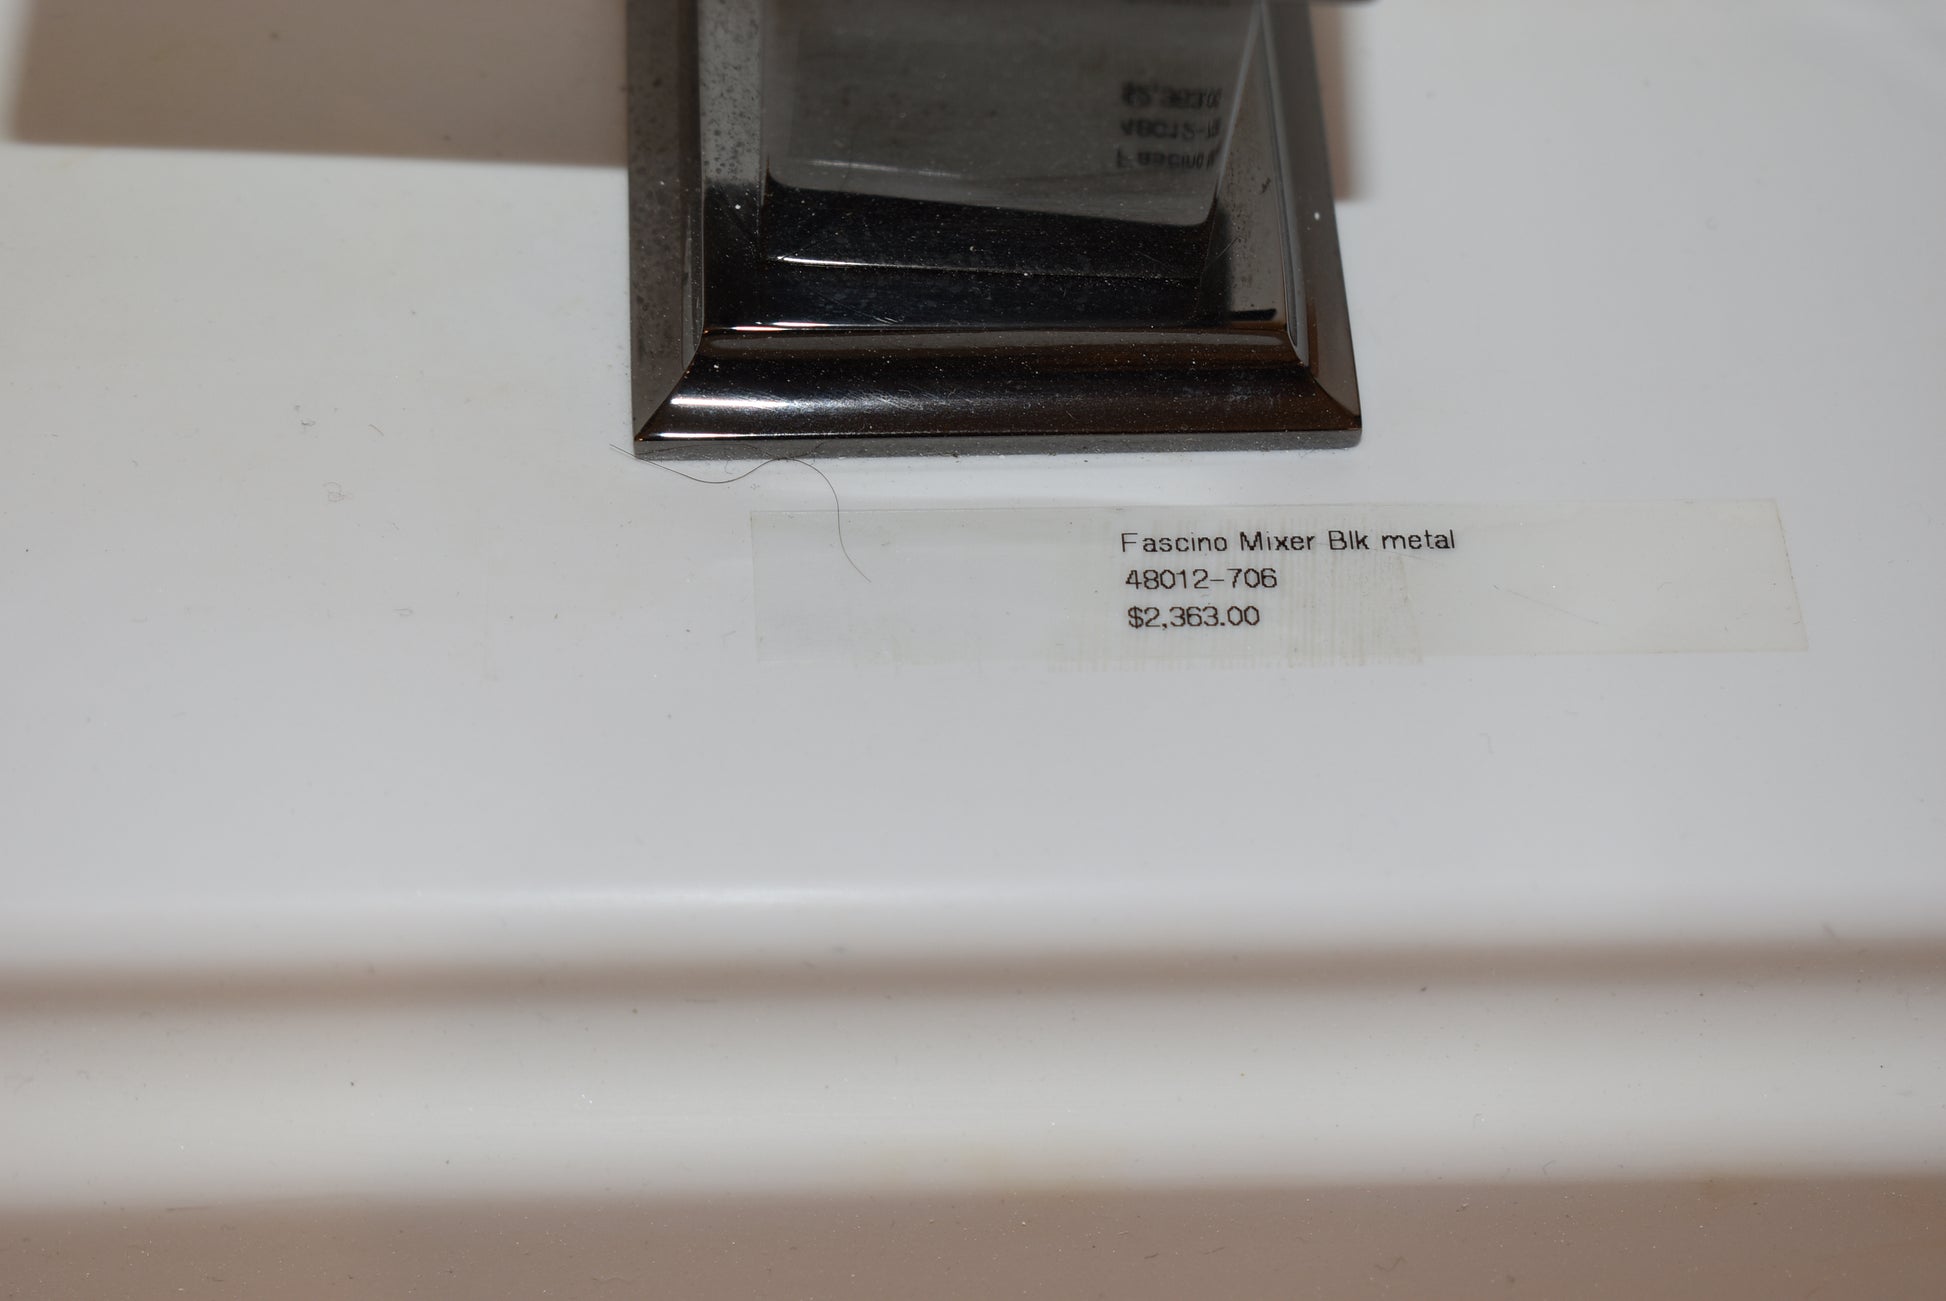 Fascino Mixer Blk metal
48012-706
$2,363.00